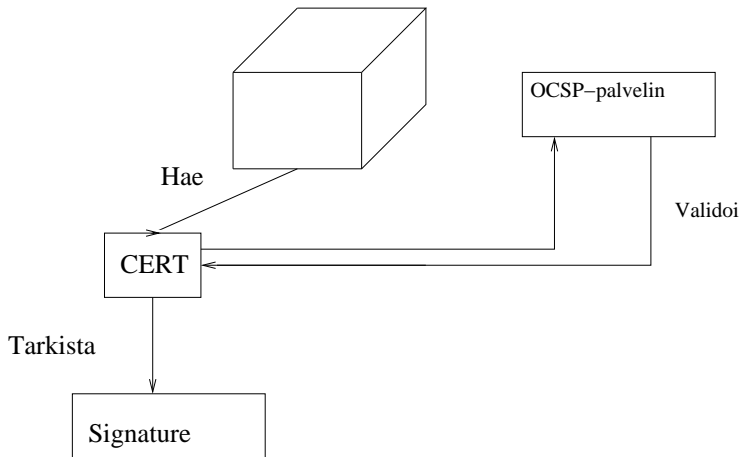 OCSP–palvelin
Hae
Validoi
CERT
Tarkista
Signature